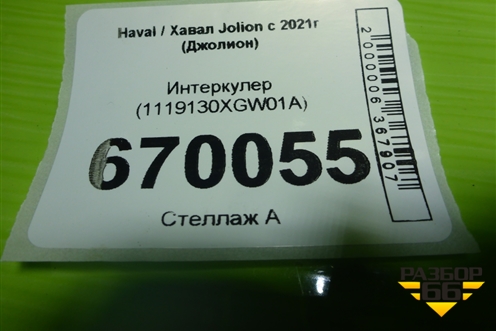 Haval / Хавал Jolion с 2021г
(Джолион)
Интеркулер
(1119130XGW01A)
670055
Стеллаж А
2000006367907
РАЗБОР
66